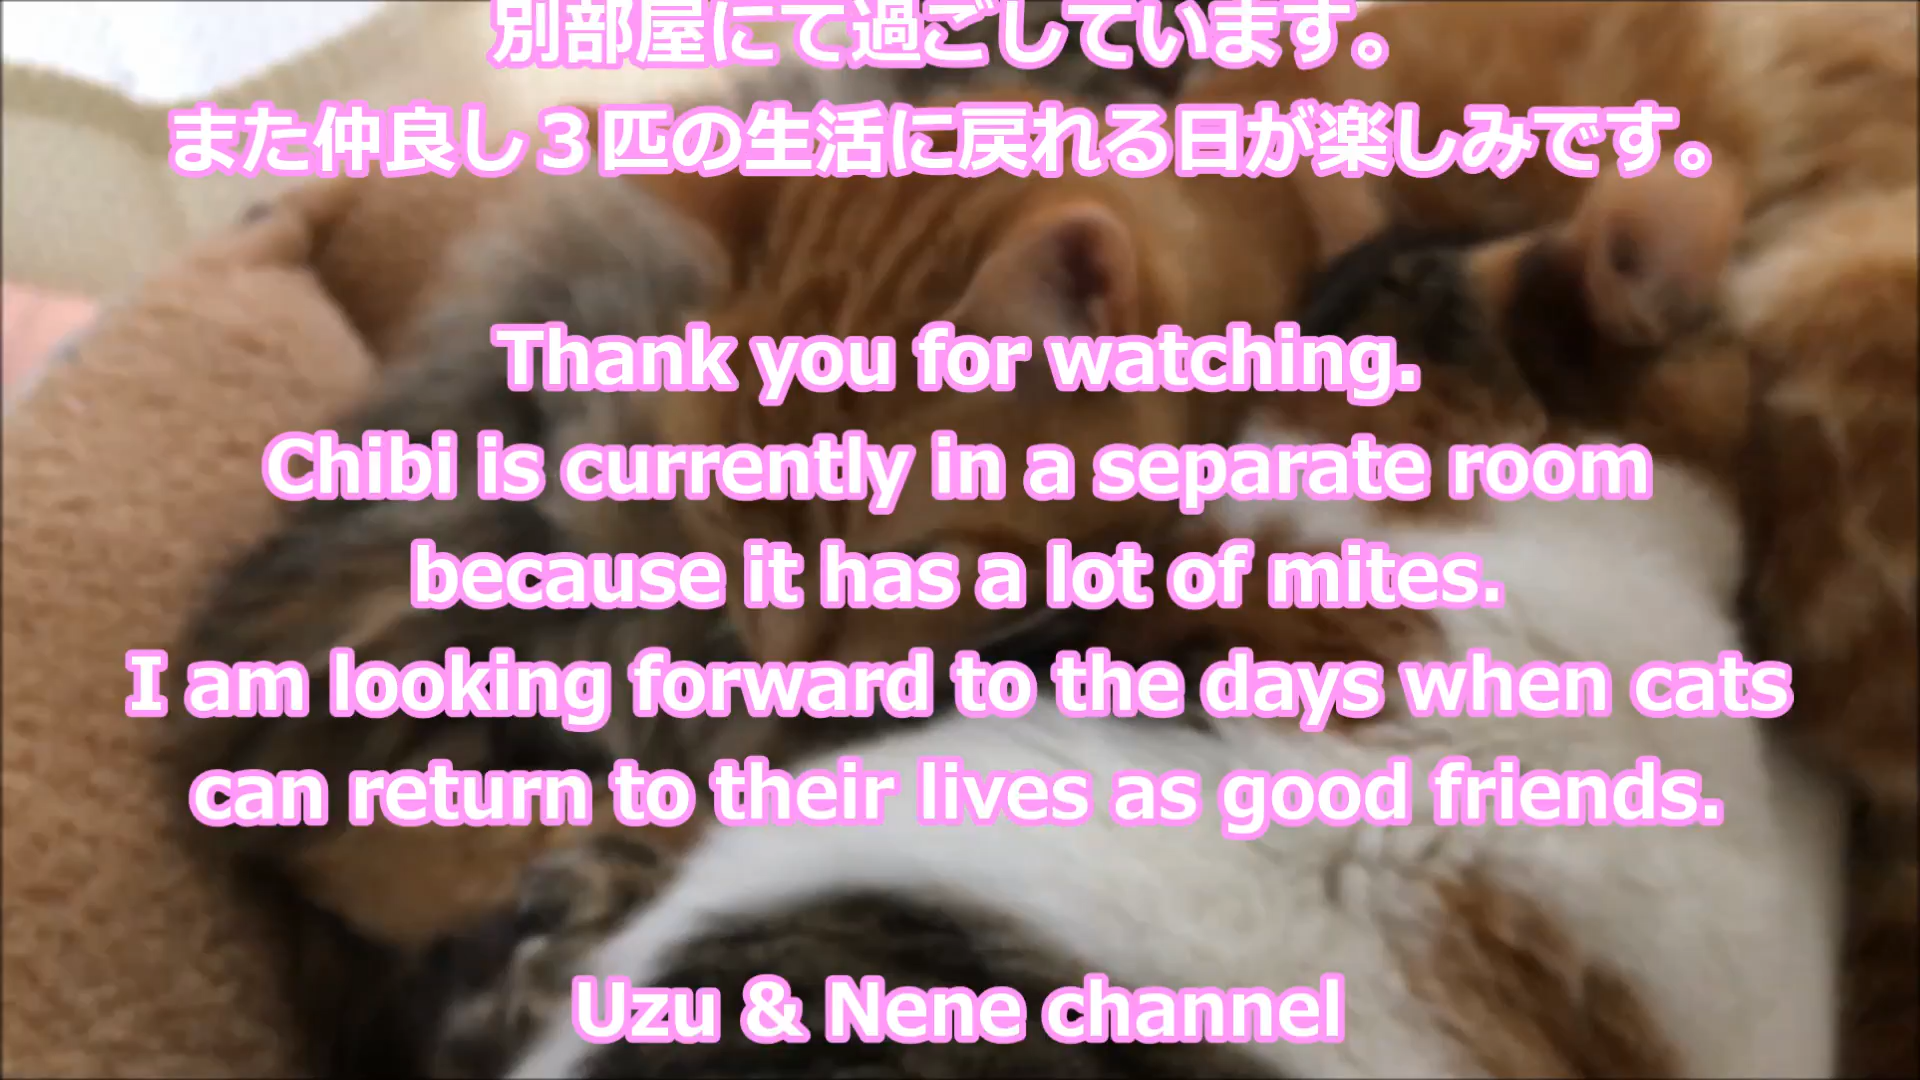 別部屋にて過ごしています。
また仲良し３匹の生活に戻れる日が楽しみです。
Thank you for watching.
Chibi is currently in a separate room
because it has a lot of mites.
I am looking forward to the days when cats
can return to their lives as good friends.
Uzu & Nene channel